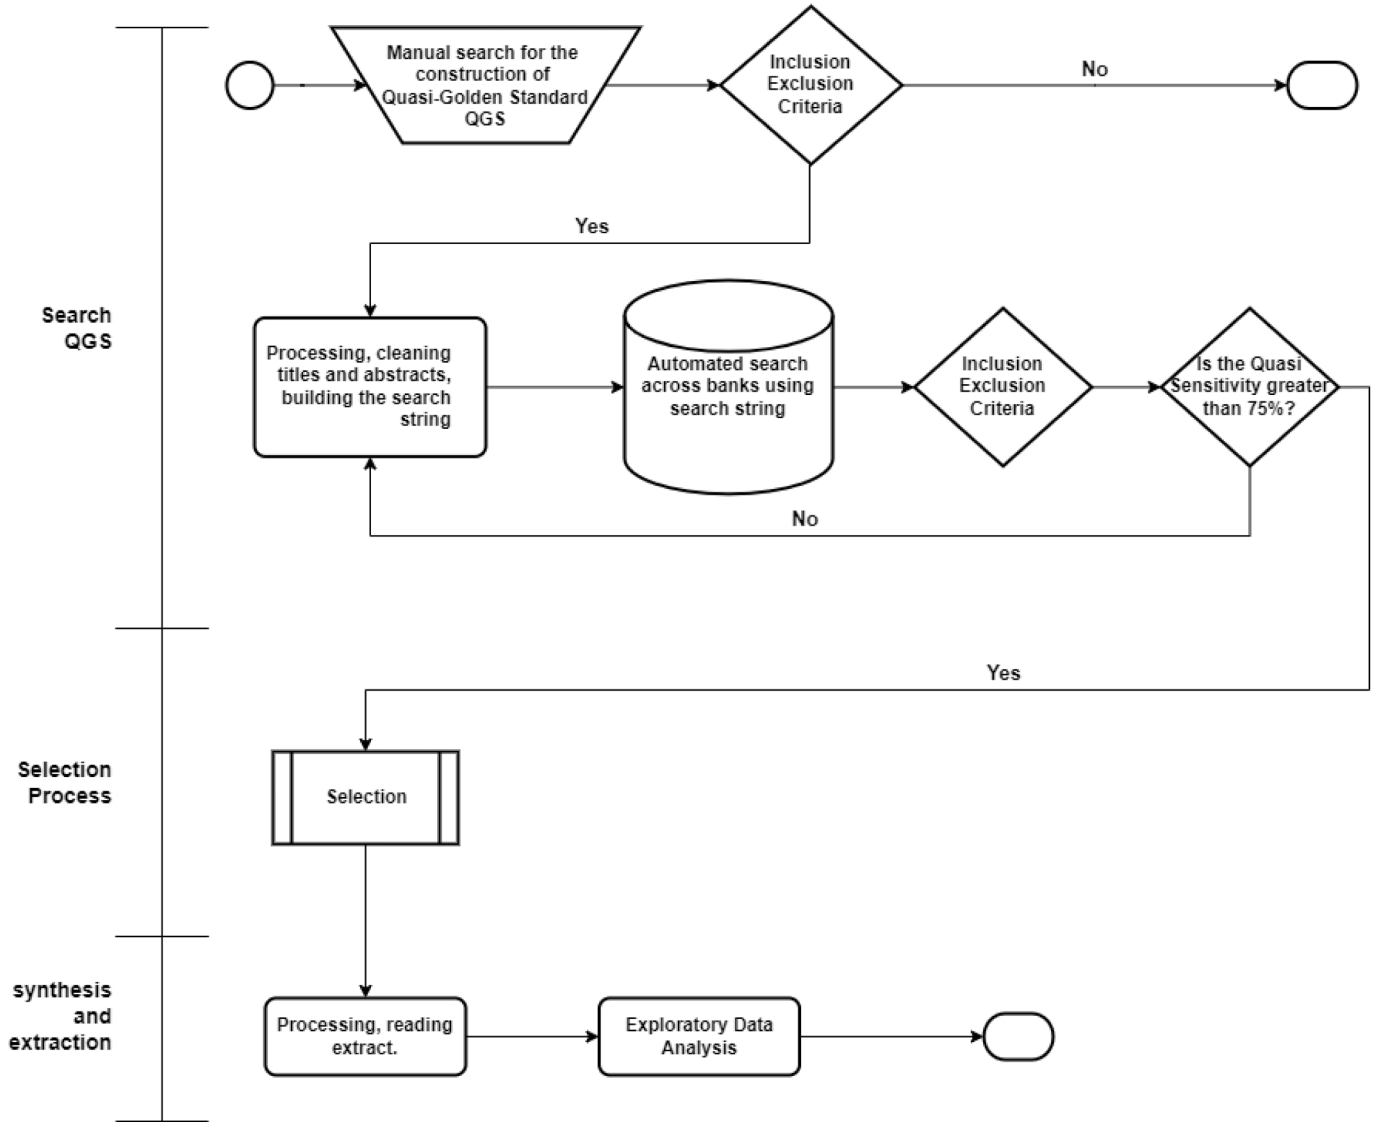 Manual search for the
construction of
Quasi-Golden Standard
QGS
Inclusion
Exclusion
Criteria
No
Yes
Search
QGS
Processing, cleaning
titles and abstracts,
building the search
string
Automated search
across banks using
search string
Inclusion
Exclusion
Criteria
Is the Quasi
Sensitivity greater
than 75%?
No
Yes
Selection
Process
Selection
synthesis
and
extraction
Processing, reading
extract.
Exploratory Data
Analysis